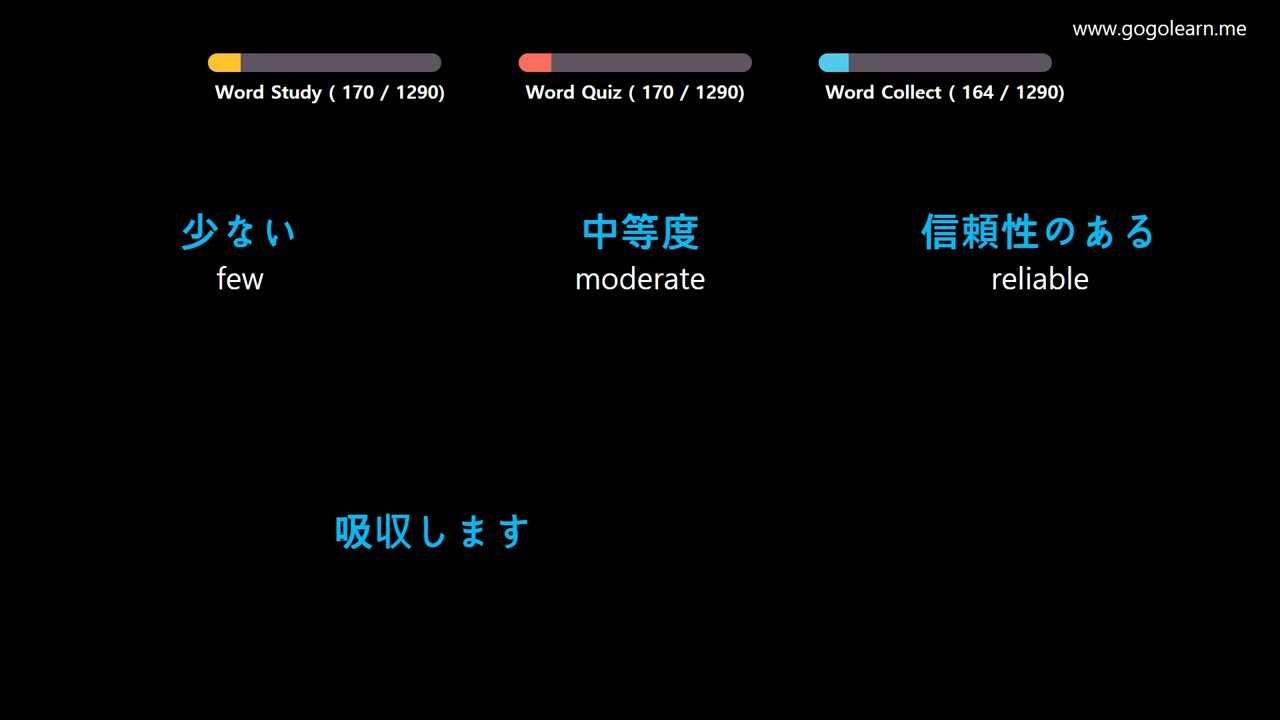 www.gogolearn.me
Word Study ( 170 / 1290)
Word Quiz ( 170 / 1290)
Word Collect ( 164 / 1290)
少ない
few
中等度
moderate
信頼性のある
reliable
吸収します